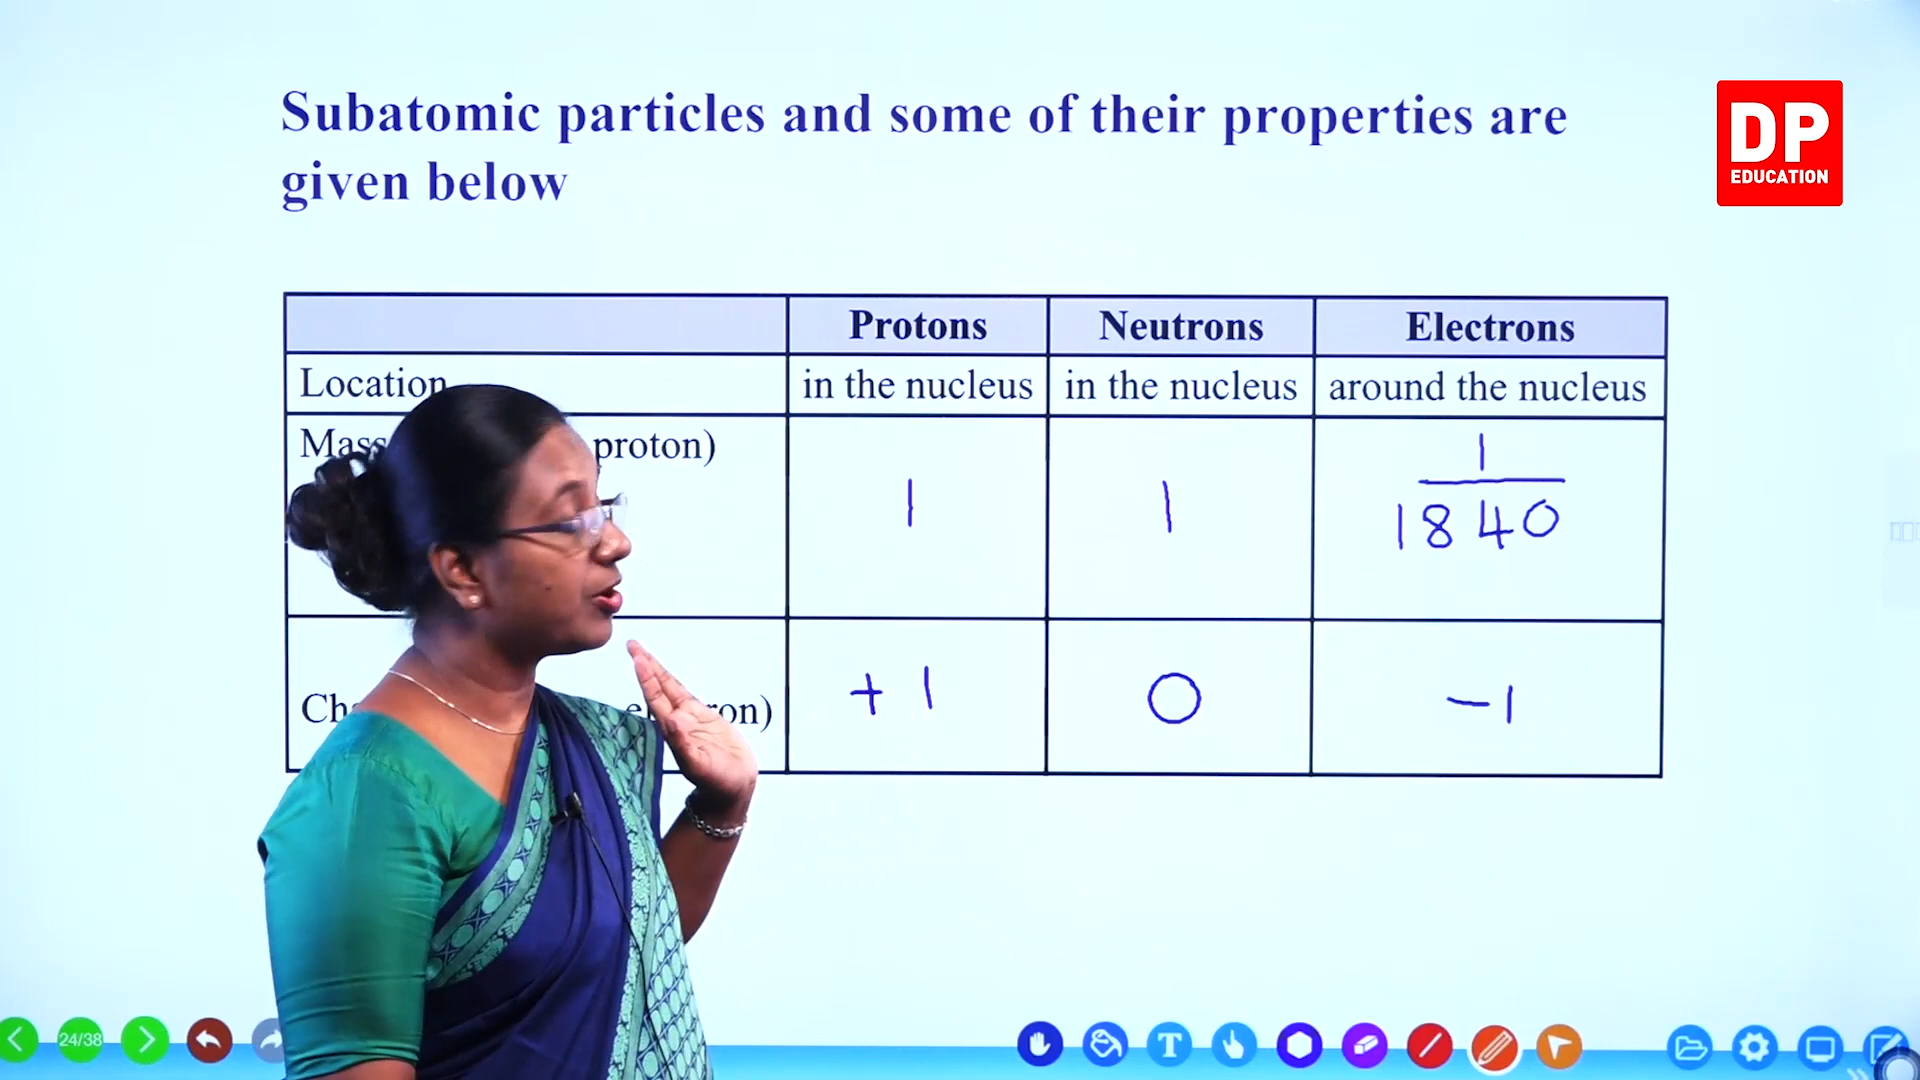 Subatomic particles and some of their properties are
given below
DP
EDUCATION
Protons Neutrons Electrons
Location in the nucleus in the nucleus around the nucleus
proton)
1 1 1
1840
+ 1 0 -1
24/38
T